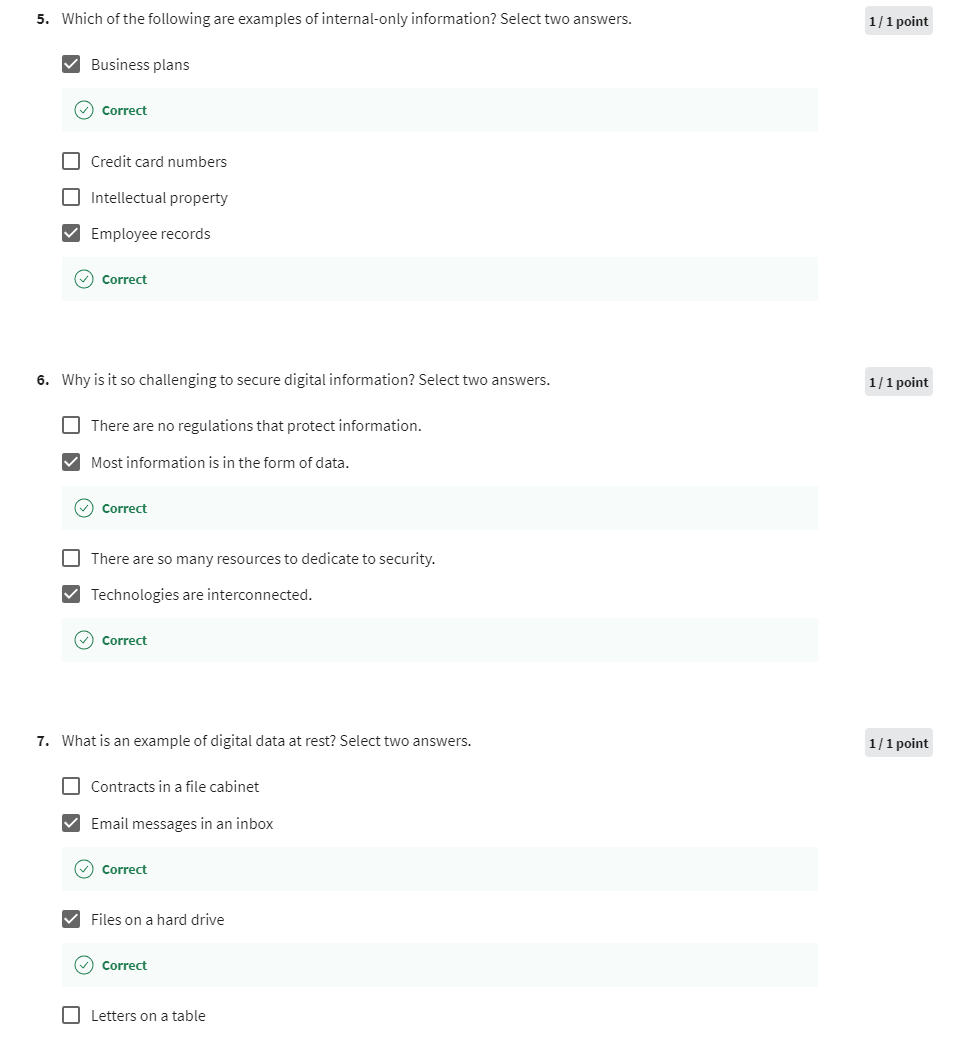 5. Which of the following are examples of internal-only information? Select two answers.
1 / 1 point
Business plans
Correct
Credit card numbers
Intellectual property
Employee records
Correct
6. Why is it so challenging to secure digital information? Select two answers.
1 / 1 point
There are no regulations that protect information.
Most information is in the form of data.
Correct
There are so many resources to dedicate to security.
Technologies are interconnected.
Correct
7. What is an example of digital data at rest? Select two answers.
1 / 1 point
Contracts in a file cabinet
Email messages in an inbox
Correct
Files on a hard drive
Correct
Letters on a table